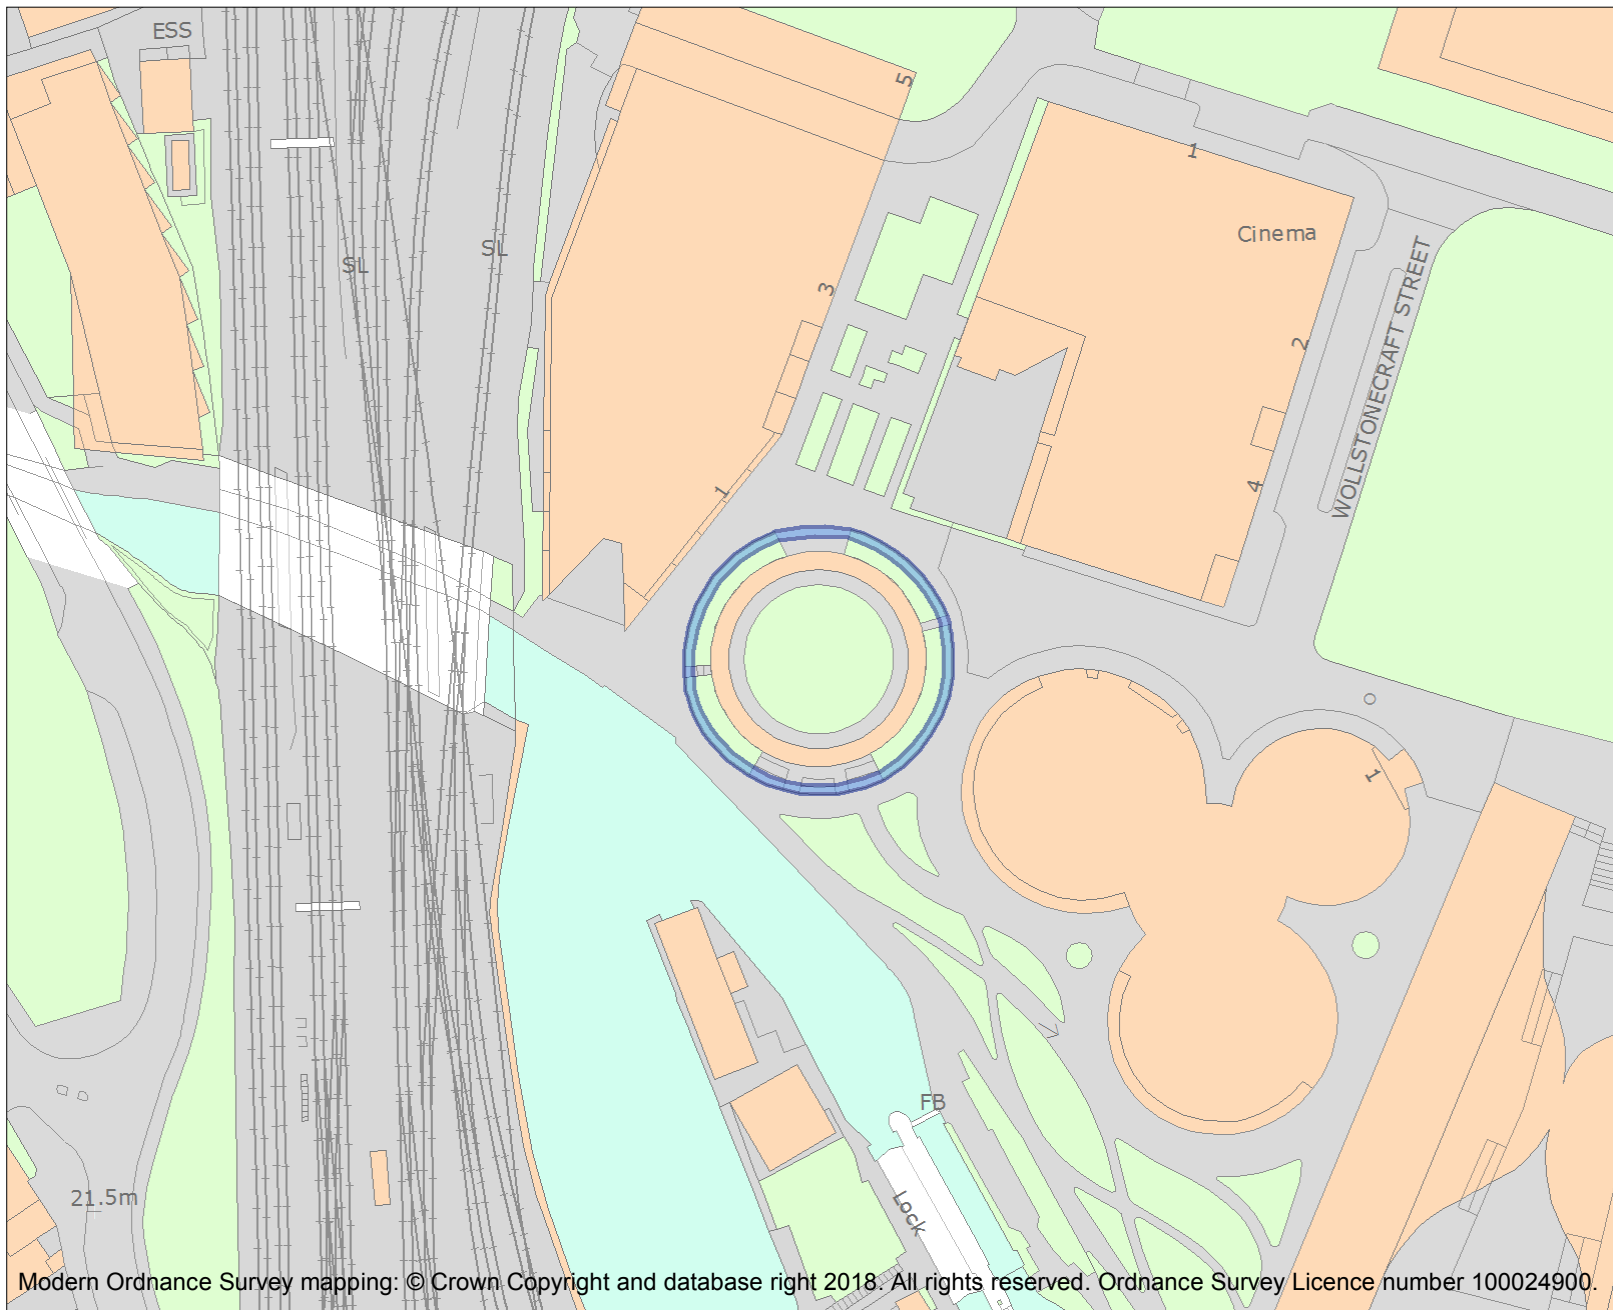 ESS
5
1
Cinema
SL
SL
3
2
WOLLSTONECRAFT STREET
4
1
1
FB
21.5m
Lock
Modern Ordnance Survey mapping: © Crown Copyright and database right 2018. All rights reserved. Ordnance Survey Licence number 100024900.